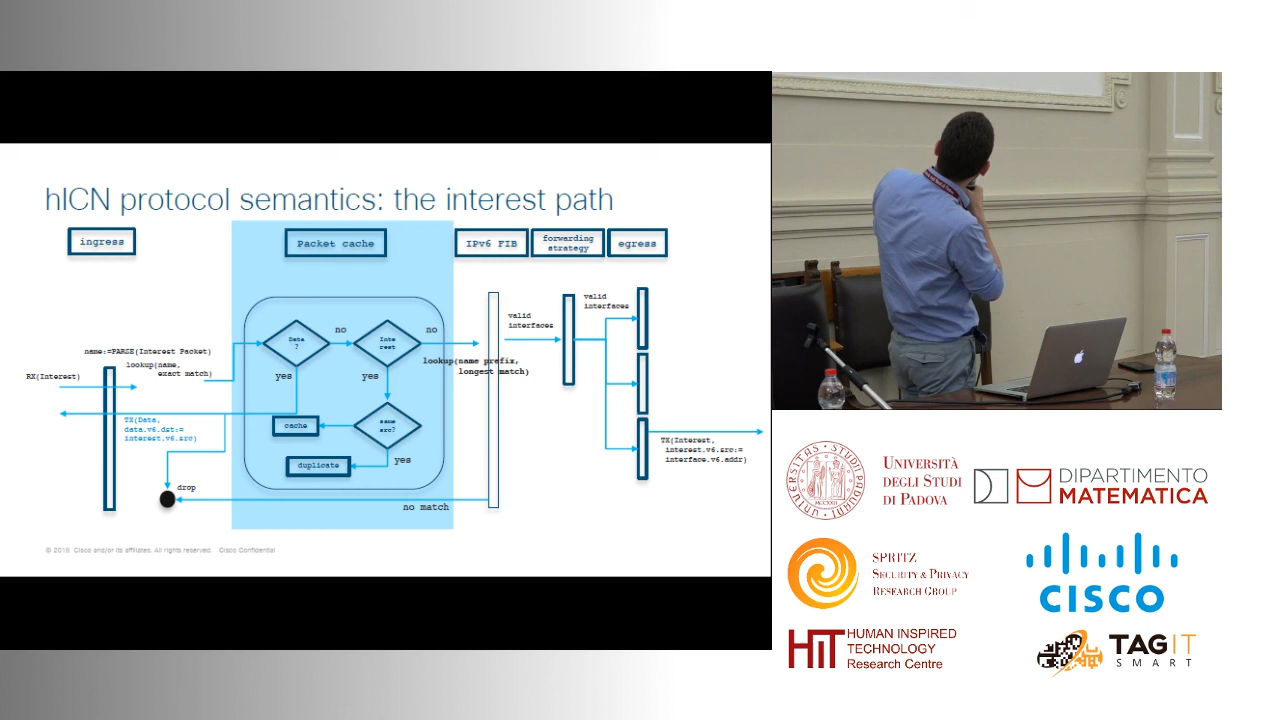 hICN protocol semantics: the interest path
ingress
Packet cache
IPv6 FIB
forwarding
strategy
egress
valid
interfaces
valid
interfaces
no
no
Data
?
Inte
rest
name:=PARSE(Interest Packet)
lookup(name,
exact match)
lookup(name prefix,
longest match)
RX(Interest)
yes
yes
TX(Data,
data.v6.dst:=
interest.v6.src)
cache
same
src?
TX(Interest,
interest.v6.src:=
interface.v6.addr)
duplicate
yes
drop
no match
© 2018 Cisco and/or its affiliates. All rights reserved. Cisco Confidential
UNIVERSITÀ
DEGLI STUDI
DI PADOVA
DIPARTIMENTO
MATEMATICA
SPRITZ
SECURITY & PRIVACY
RESEARCH GROUP
CISCO
HIT
HUMAN INSPIRED
TECHNOLOGY
Research Centre
TAGIT
SMART